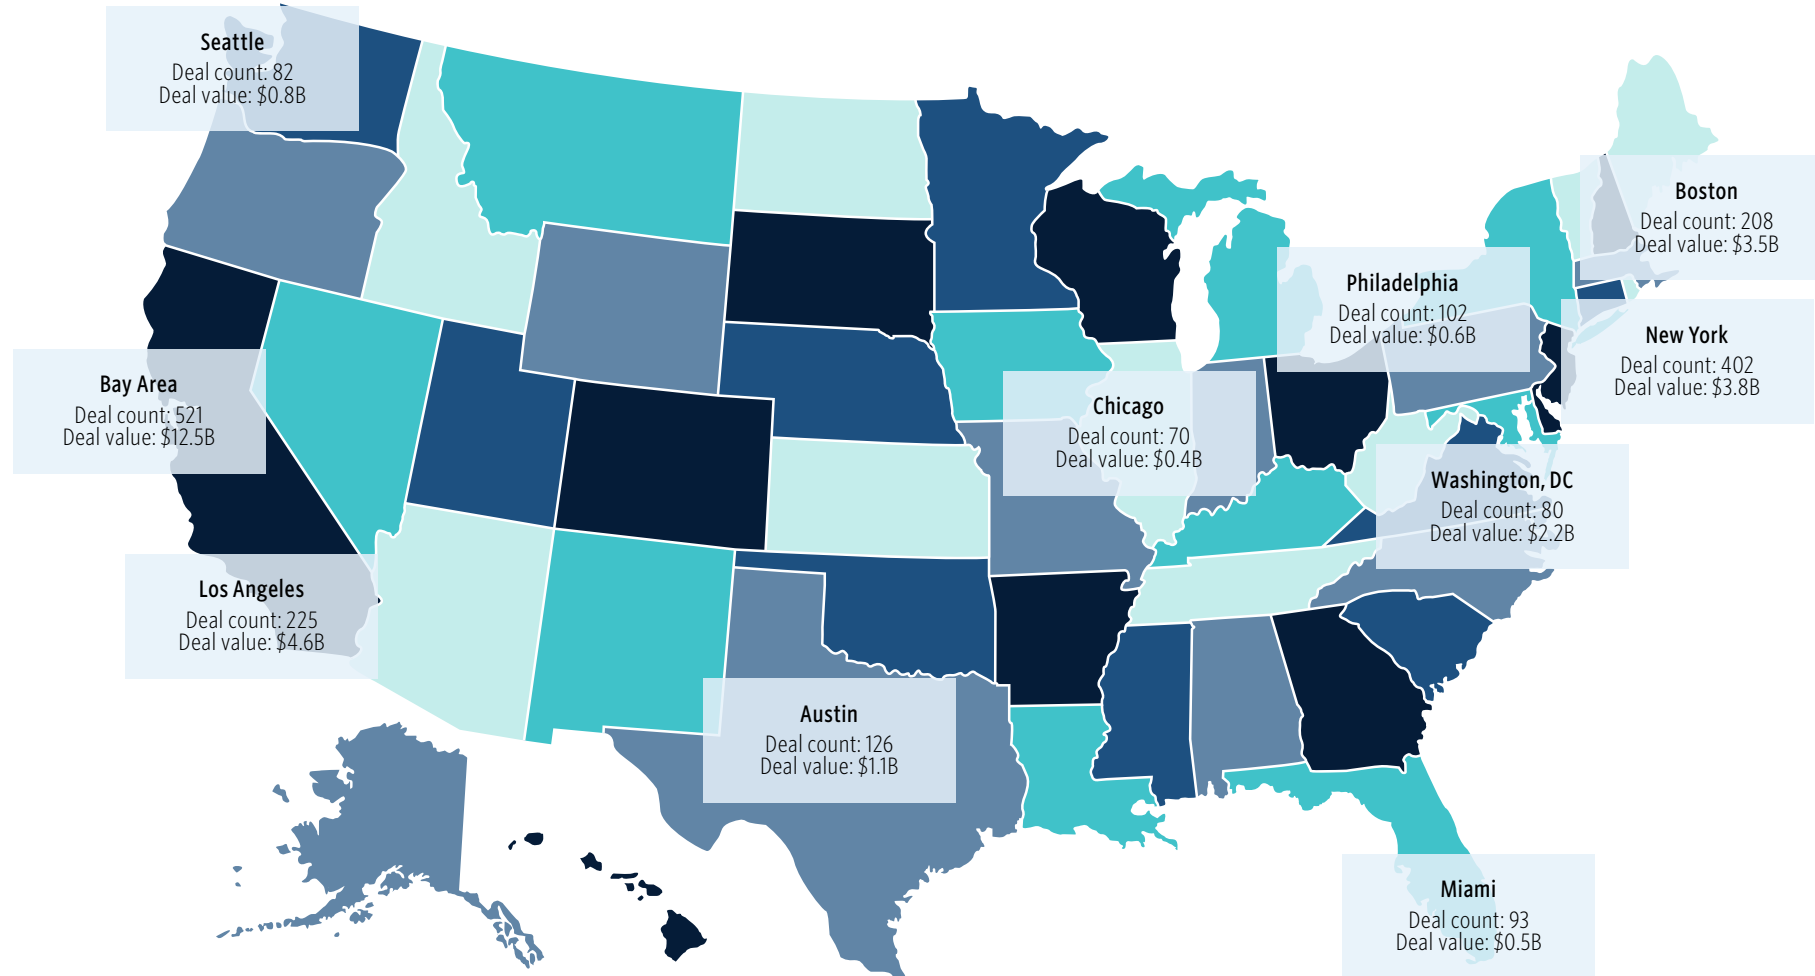 Seattle
Deal count: 82
Deal value: $0.8B
Boston
Deal count: 208
Deal value: $3.5B
Philadelphia
Deal count: 102
Deal value: $0.6B
New York
Deal count: 402
Deal value: $3.8B
Bay Area
Deal count: 521
Deal value: $12.5B
Chicago
Deal count: 70
Deal value: $0.4B
Washington, DC
Deal count: 80
Deal value: $2.2B
Los Angeles
Deal count: 225
Deal value: $4.6B
Austin
Deal count: 126
Deal value: $1.1B
Miami
Deal count: 93
Deal value: $0.5B